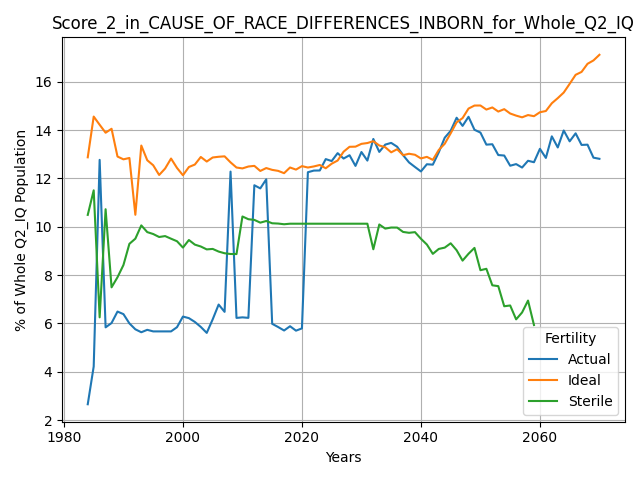 Score_2_in_CAUSE_OF_RACE_DIFFERENCES_INBORN_for_Whole_Q2_IQ
% of Whole Q2_IQ Population
16
14
12
10
8
6
4
2
1980
2000
2020
2040
2060
Years
Fertility
Actual
Ideal
Sterile